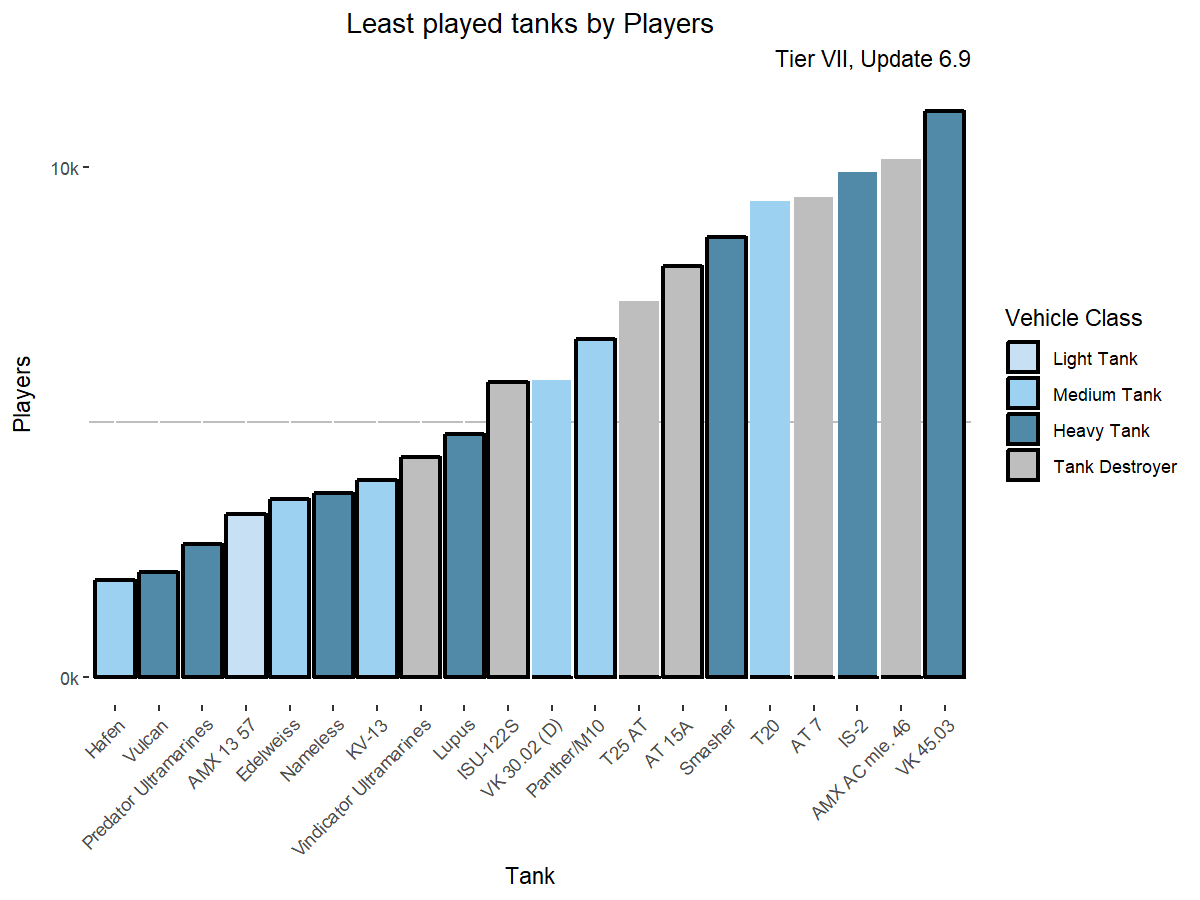 Least played tanks by Players
Tier VII, Update 6.9
10k
0k
Players
Hafen
Vulcan
Predator Ultramarines
AMX 13 57
Edelweiss
Nameless
KV-13
Vindicator Ultramarines
Lupus
ISU-122S
VK 30.02 (D)
Panther/M10
T25 AT
AT 15A
Smasher
T20
AT 7
IS-2
AMX AC mle. 46
VK 45.03
Tank
Vehicle Class
Light Tank
Medium Tank
Heavy Tank
Tank Destroyer